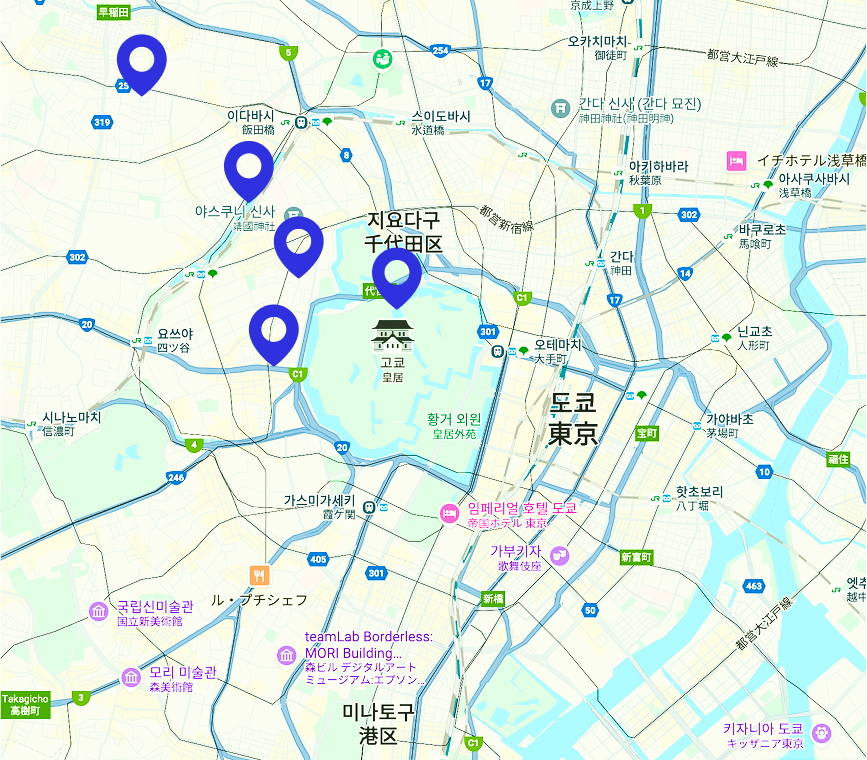 早稲田
京成上野
5
254
25
17
319
오카치마치
御徒町
都営大江戸線
이다바시
飯田橋
스이도바시
水道橋
간다 신사 (간다 묘진)
神田神社(神田明神)
8
イチホテル浅草橋
아키하바라
秋葉原
아사쿠사바시
浅草橋
야스쿠니 신사
靖國神社
지요다구
千代田区
都営新宿線
1
302
바쿠로초
馬喰町
302
간다
神田
14
代
C1
17
20
요쓰야
四ツ谷
301
오테마치
大手町
닌교초
人形町
고쿄
皇居
C1
시나노마치
信濃町
황거 외원
皇居外苑
도쿄
東京
가야바초
茅場町
宝町
4
20
福住
246
10
가스미가세키
霞ケ関
핫초보리
八丁堀
임페리얼 호텔 도쿄
帝国ホテル 東京
가부키자
歌舞伎座
新富町
405
301
463
엣추
越中
ル・プチシェフ
新橋
50
국립신미술관
国立新美術館
都営大江戸線
teamLab Borderless:
MORI Building...
森ビル デジタルアート
ミュージアム:エプソン...
모리 미술관
森美術館
Takagicho
高樹町
3
미나토구
港区
C1
키자니아 도쿄
キッザニア東京